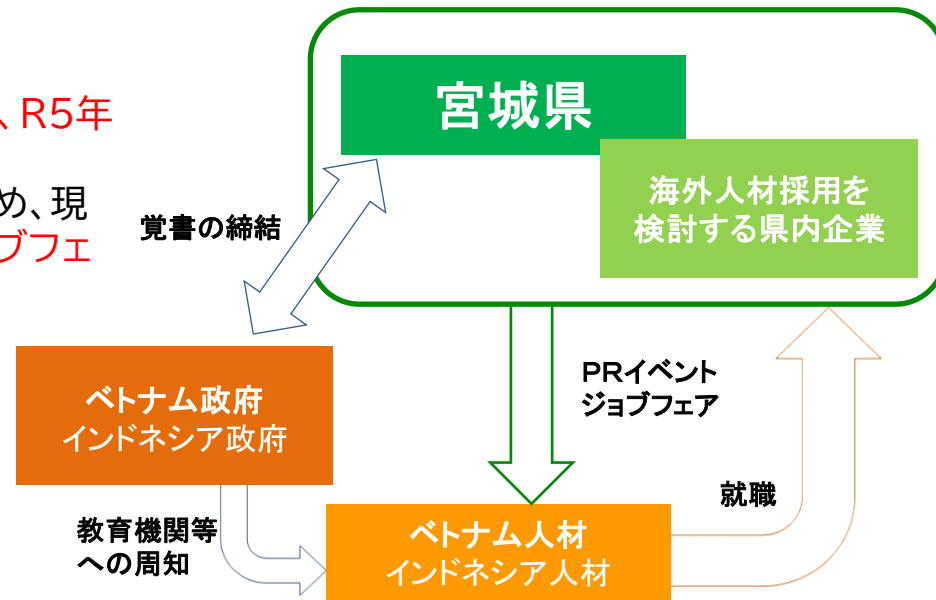 、R5年
め、現
ブフェ
宮城県
海外人材採用を
検討する県内企業
覚書の締結
ベトナム政府
インドネシア政府
PRイベント
ジョブフェア
就職
教育機関等
への周知
ベトナム人材
インドネシア人材